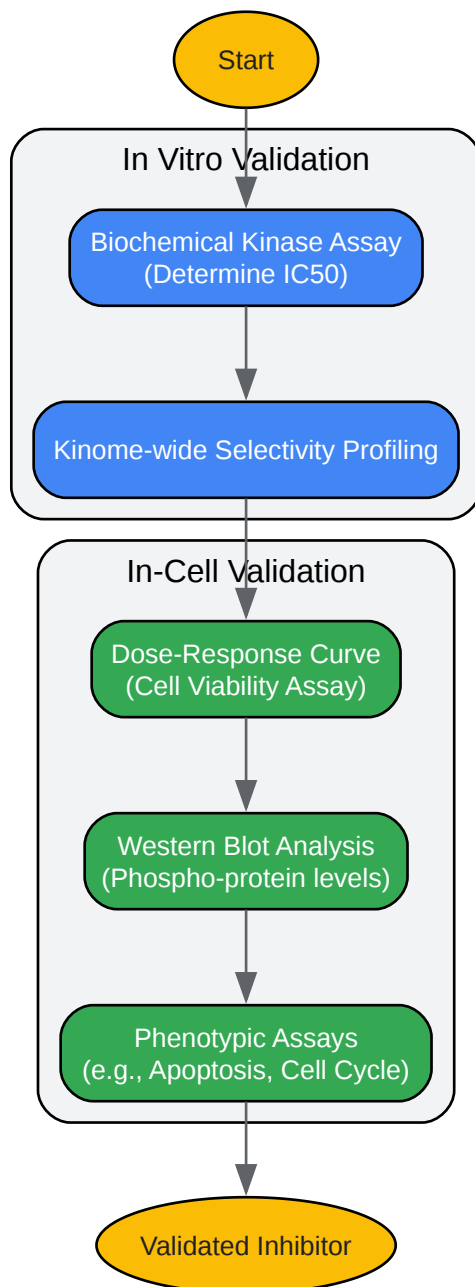 Start
In Vitro Validation
Biochemical Kinase Assay
(Determine IC50)
Kinome-wide Selectivity Profiling
In-Cell Validation
Dose-Response Curve
(Cell Viability Assay)
Western Blot Analysis
(Phospho-protein levels)
Phenotypic Assays
(e.g., Apoptosis, Cell Cycle)
Validated Inhibitor